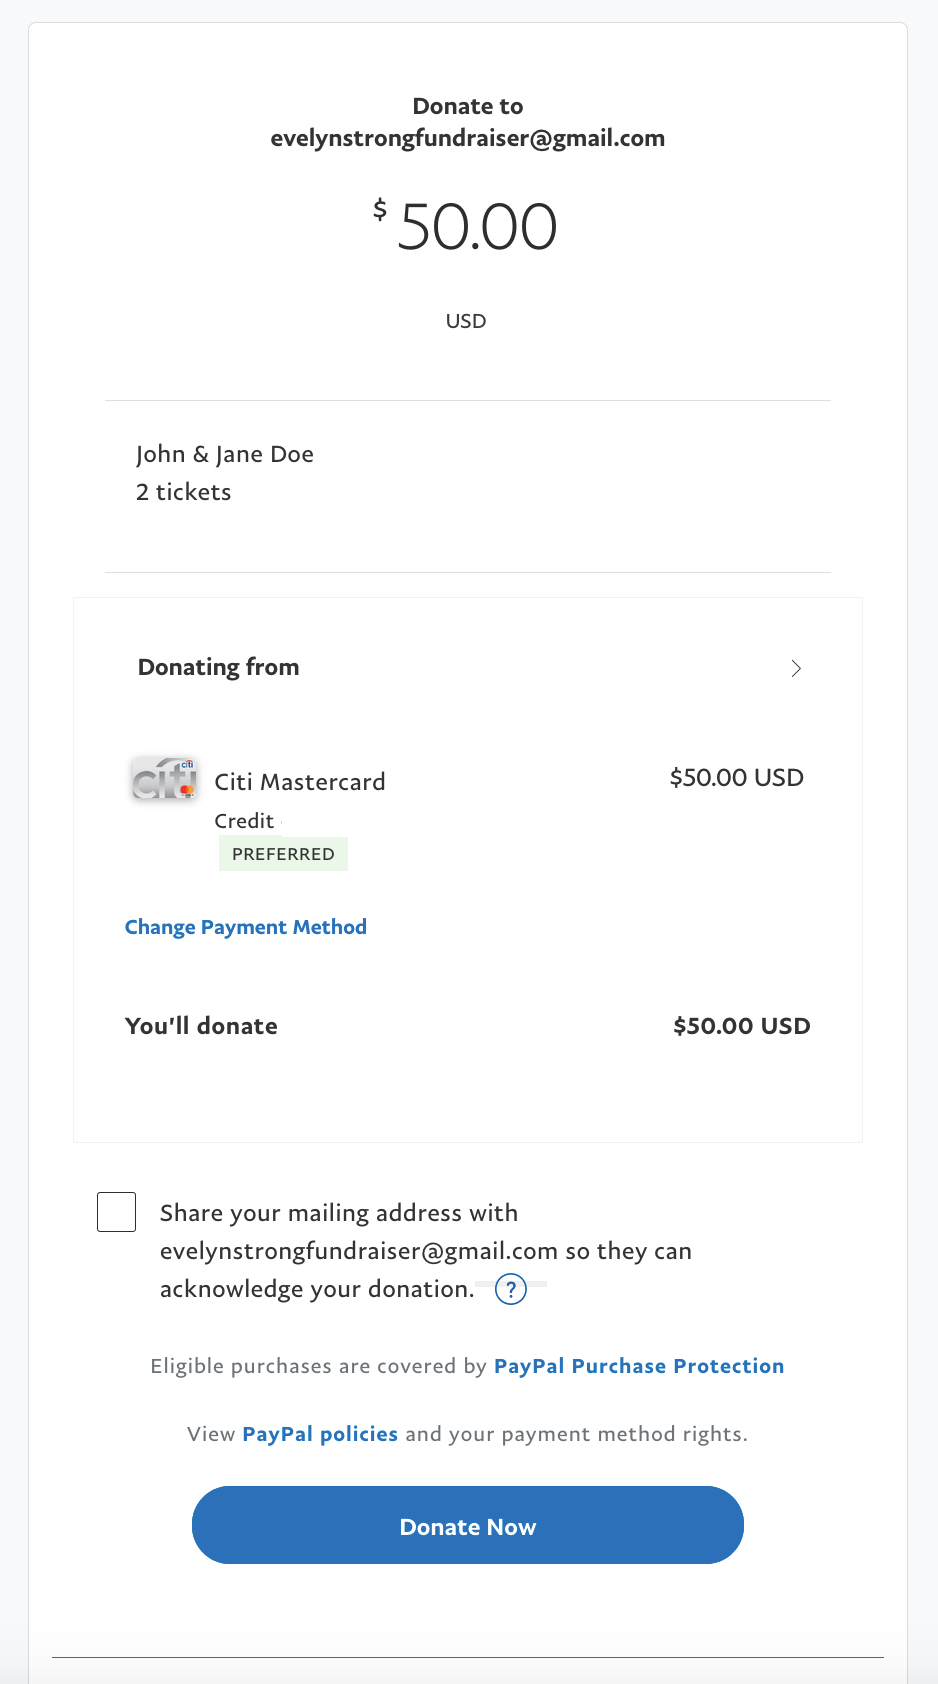 Donate to
evelynstrongfundraiser@gmail.com
$ 50.00
USD
John & Jane Doe
2 tickets
Donating from
citi citi
Citi Mastercard
$50.00 USD
Credit
PREFERRED
Change Payment Method
You'll donate
$50.00 USD
Share your mailing address with
evelynstrongfundraiser@gmail.com so they can
acknowledge your donation. ?
Eligible purchases are covered by PayPal Purchase Protection
View PayPal policies and your payment method rights.
Donate Now